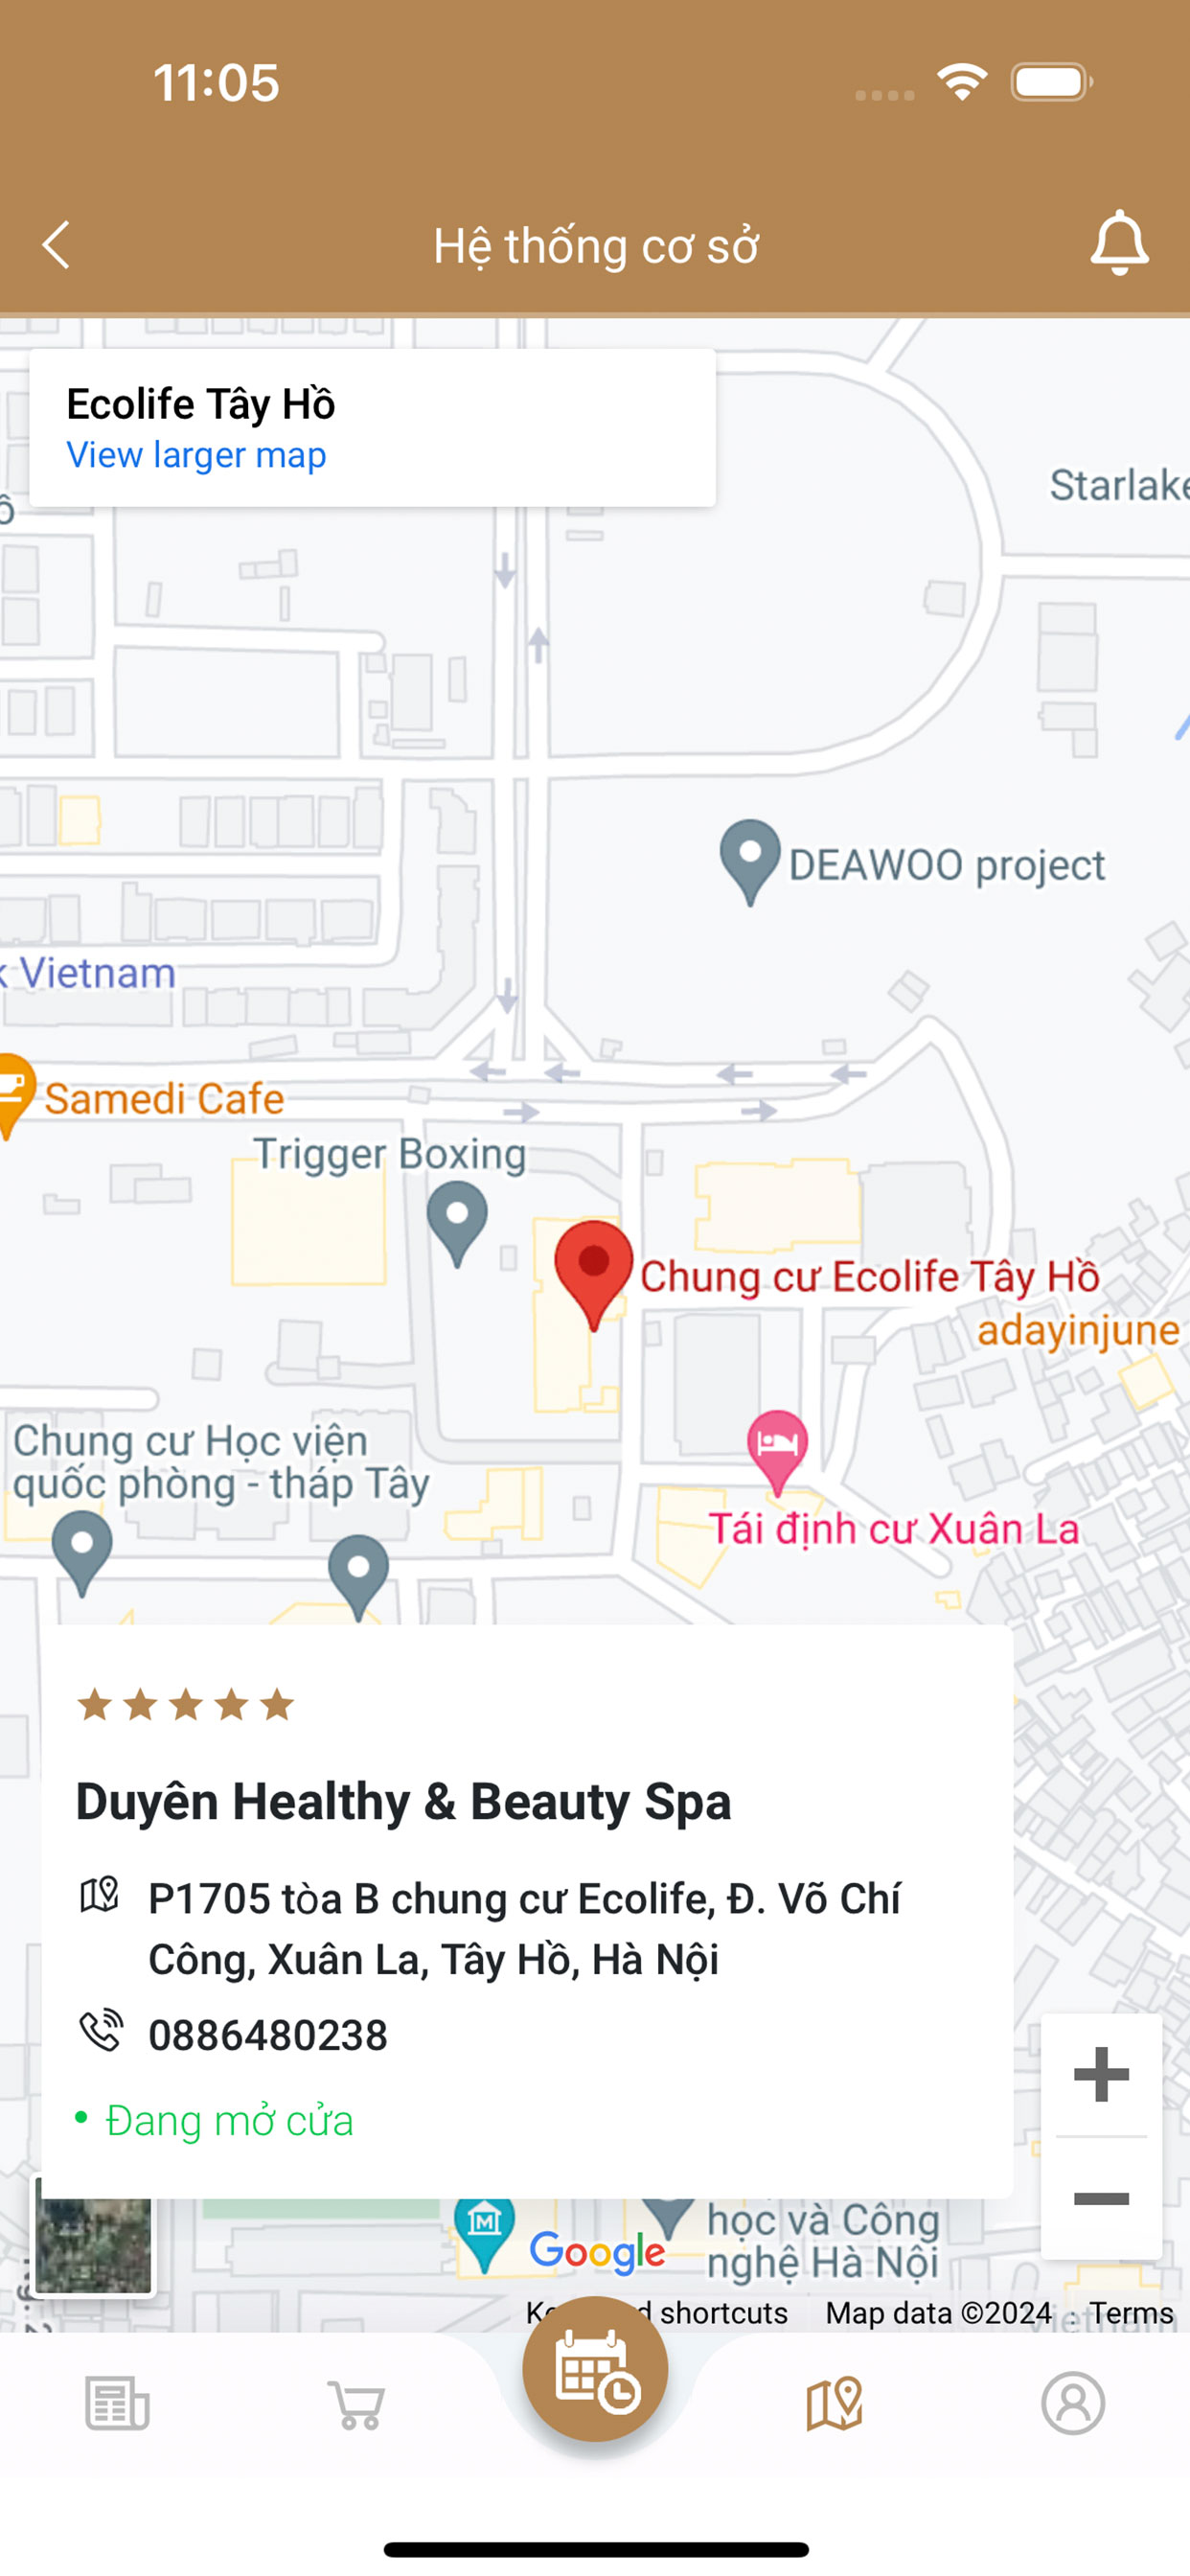 11:05
Hệ thống cơ sở
Ecolife Tây Hồ
View larger map
Starlake
DEAWOO project
Vietnam
Samedi Cafe
Trigger Boxing
Chung cư Ecolife Tây Hồ
adayinjune
Chung cư Học viện
quốc phòng - tháp Tây
Tái định cư Xuân La
Duyên Healthy & Beauty Spa
P1705 tòa B chung cư Ecolife, Đ. Võ Chí
Công, Xuân La, Tây Hồ, Hà Nội
0886480238
Đang mở cửa
Google
học và Công
nghệ Hà Nội
shortcuts
Map data ©2024
Terms